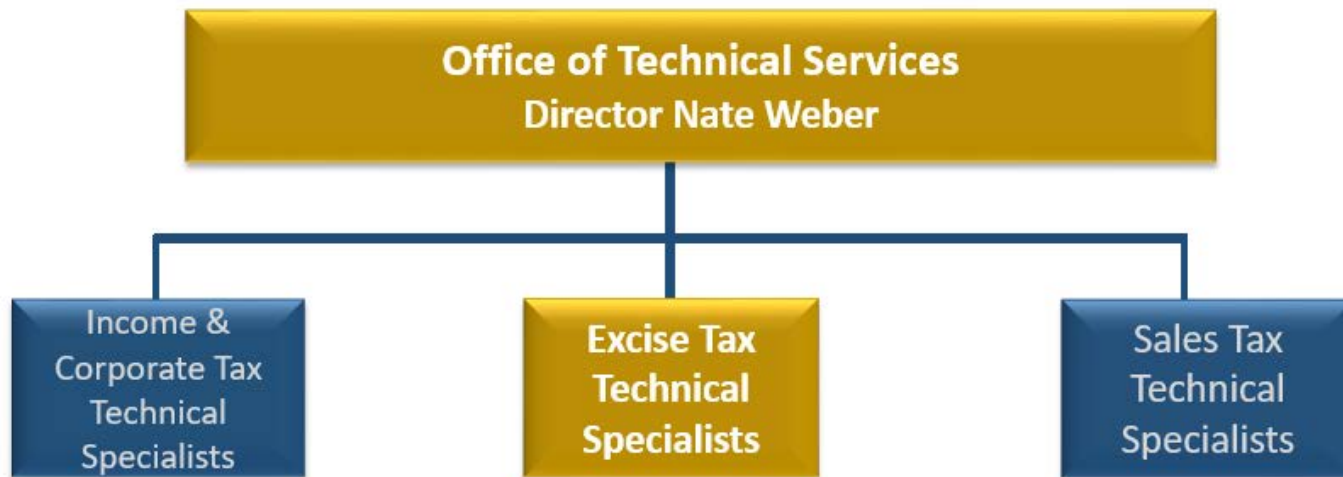 Office of Technical Services
Director Nate Weber
Income &
Corporate Tax
Technical
Specialists
Excise Tax
Technical
Specialists
Sales Tax
Technical
Specialists